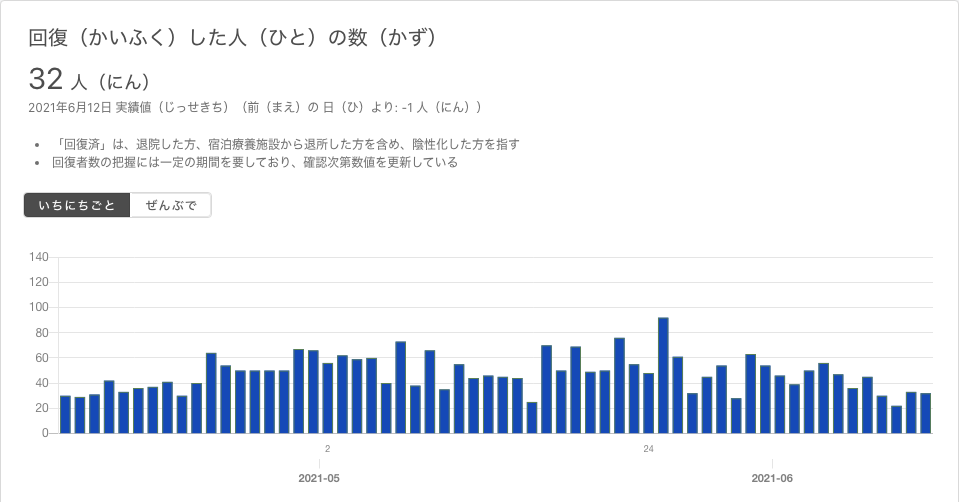 回復（かいふく）した人（ひと）の数（かず）
32 人（にん）
2021年6月12日 実績値（じっせきち）（前（まえ）の 日（ひ）より: -1 人（にん））
• 「回復済」は、退院した方、宿泊療養施設から退所した方を含め、陰性化した方を指す
• 回復者数の把握には一定の期間を要しており、確認次第数値を更新している
いちにちごと ぜんぶで
140
120
100
80
60
40
20
0
2 24
2021-05 2021-06